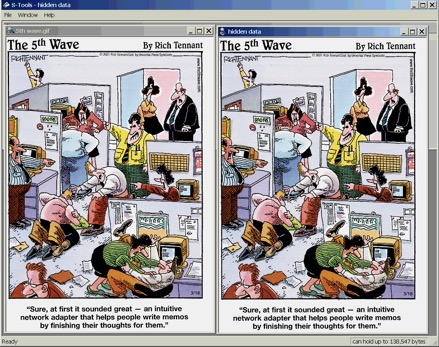 S-Tools - hidden data
File Window Help
5th wave.gif
hidden data
The 5th Wave By Rich Tennant
The 5th Wave By Rich Tennant
"Sure, at first it sounded great — an intuitive
network adapter that helps people write memos
by finishing their thoughts for them."
"Sure, at first it sounded great — an intuitive
network adapter that helps people write memos
by finishing their thoughts for them."
Ready
can hold up to 138,547 bytes